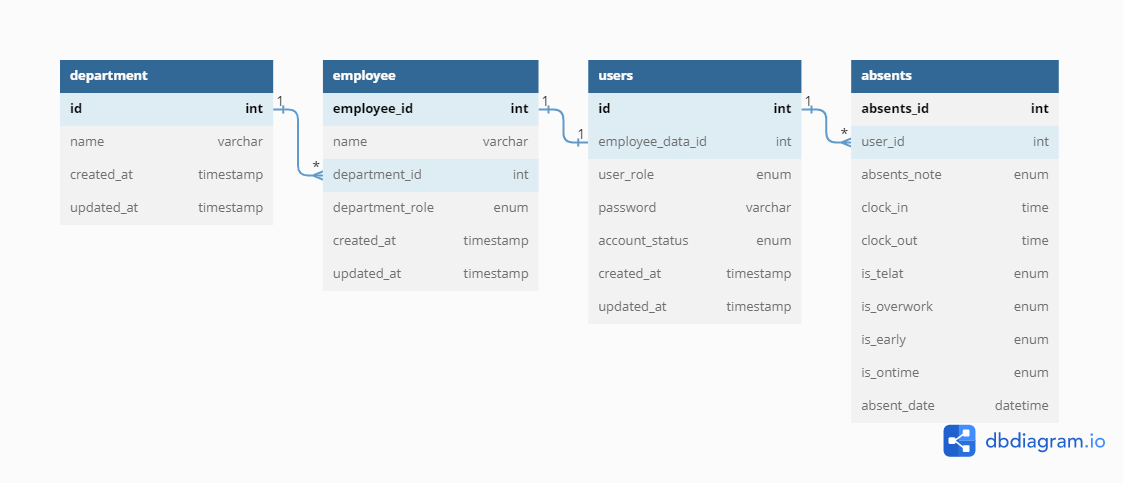 department
id int
name varchar
created_at timestamp
updated_at timestamp
1
*
employee
employee_id int
name varchar
department_id int
department_role enum
created_at timestamp
updated_at timestamp
1
1
users
id int
employee_data_id int
user_role enum
password varchar
account_status enum
created_at timestamp
updated_at timestamp
1
*
absents
absents_id int
user_id int
absents_note enum
clock_in time
clock_out time
is_telat enum
is_overwork enum
is_early enum
is_ontime enum
absent_date datetime
dbdiagram.io